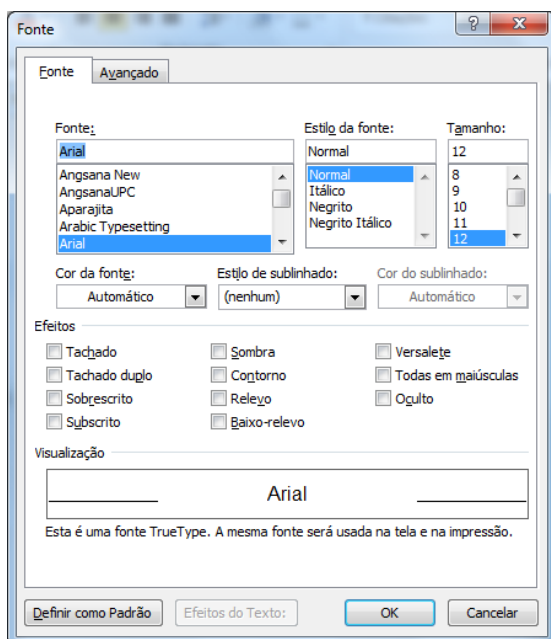 Fonte
Fonte Avançado
Fonte: Estilo da fonte: Tamanho:
Arial Normal 12
Angsana New Normal 8
AngsanaUPC Itálico 9
Aparajita Negrito 10
Arabic Typesetting Negrito Itálico 11
Arial 12
Cor da fonte: Estilo de sublinhado: Cor do sublinhado:
Automático (nenhum) Automático
Efeitos
Tachado Sombra Versalete
Tachado duplo Contorno Todas em maiúsculas
Sobrescrito Relevo Oculto
Subscrito Baixo-relevo
Visualização
Arial
Esta é uma fonte TrueType. A mesma fonte será usada na tela e na impressão.
Definir como Padrão Efeitos do Texto: OK Cancelar